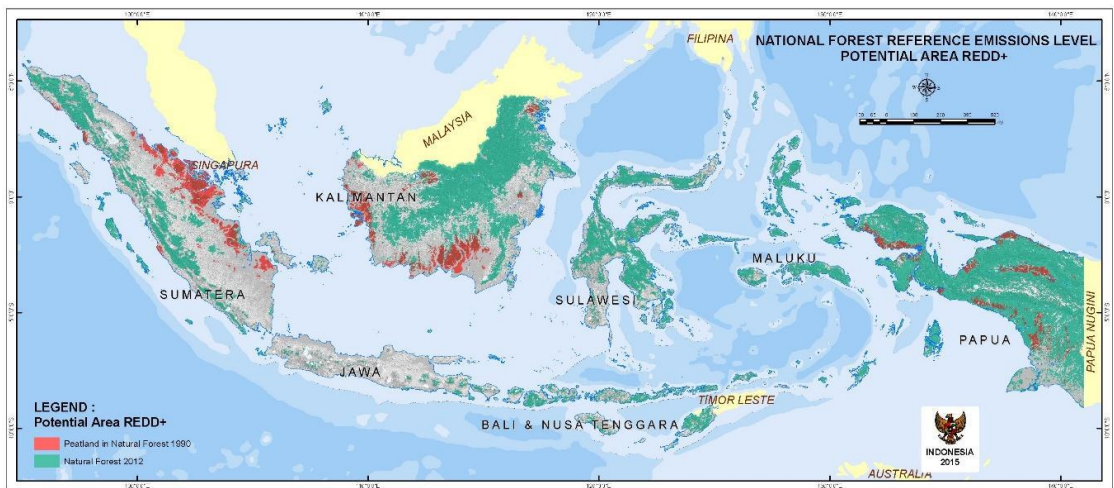 NATIONAL FOREST REFERENCE EMISSIONS LEVEL
POTENTIAL AREA REDD+
FILIPINA
MALAYSIA
SINGAPURA
KALIMANTAN
SUMATERA
SULAWESI
MALUKU
PAPUA
PAPUA NUGINI
JAWA
BALI & NUSA TENGGARA
TIMOR LESTE
AUSTRALIA
LEGEND :
Potential Area REDD+
Peatland in Natural Forest 1990
Natural Forest 2012
INDONESIA
2015